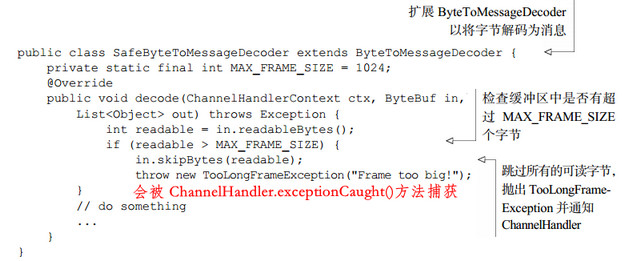 扩展 ByteToMessageDecoder
以将字节解码为消息
public class SafeByteToMessageDecoder extends ByteToMessageDecoder {
private static final int MAX_FRAME_SIZE = 1024;
@Override
public void decode(ChannelHandlerContext ctx, ByteBuf in,
List<Object> out) throws Exception {
int readable = in.readableBytes();
if (readable > MAX_FRAME_SIZE) {
in.skipBytes(readable);
throw new TooLongFrameException("Frame too big!");
}
会被 ChannelHandler.exceptionCaught()方法捕获
// do something
...
}
}
检查缓冲区中是否有超
过 MAX_FRAME_SIZE
个字节
跳过所有的可读字节,
抛出 TooLongFrame-
Exception 并通知
ChannelHandler